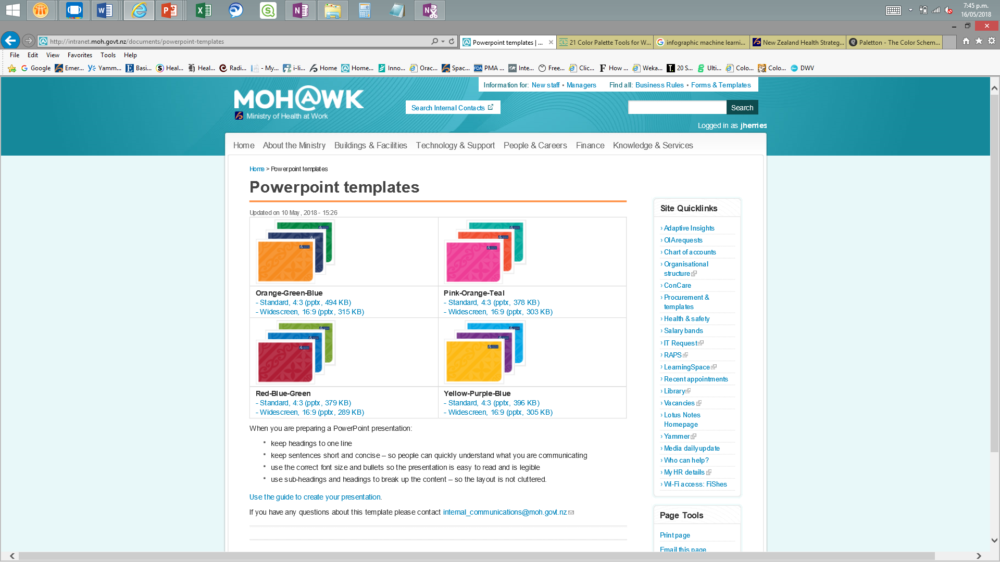 7:45 p.m.
16/05/2018
http://intranet.moh.govt.nz/documents/powerpoint-templates
Powerpoint templates | ...
21 Color Palette Tools for W...
infographic machine learni...
New Zealand Health Strateg...
Paletton - The Color Schem...
File Edit View Favorites Tools Help
Google Emer... Yamm... Basi... Heal... Heal... Radi... - My... i-li... Home Home... Inno... Orac... Spac... PMA ... Inte... Free... Clic... How ... Weka... 20 S... Ulti... Colo... Colo... DWV
Information for: New staff • Managers Find all: Business Rules • Forms & Templates
MOH@WK
Ministry of Health at Work
Search Internal Contacts
Search
Logged in as jherries
Home About the Ministry Buildings & Facilities Technology & Support People & Careers Finance Knowledge & Services
Home > Powerpoint templates
Powerpoint templates
Updated on 10 May, 2018 - 15:26
Orange-Green-Blue
- Standard, 4:3 (pptx, 494 KB)
- Widescreen, 16:9 (pptx, 315 KB)
Pink-Orange-Teal
- Standard, 4:3 (pptx, 378 KB)
- Widescreen, 16:9 (pptx, 303 KB)
Red-Blue-Green
- Standard, 4:3 (pptx, 379 KB)
- Widescreen, 16:9 (pptx, 289 KB)
Yellow-Purple-Blue
- Standard, 4:3 (pptx, 396 KB)
- Widescreen, 16:9 (pptx, 305 KB)
When you are preparing a PowerPoint presentation:
• keep headings to one line
• keep sentences short and concise – so people can quickly understand what you are communicating
• use the correct font size and bullets so the presentation is easy to read and is legible
• use sub-headings and headings to break up the content – so the layout is not cluttered.
Use the guide to create your presentation.
If you have any questions about this template please contact internal_communications@moh.govt.nz
Site Quicklinks
› Adaptive Insights
› OIA requests
› Chart of accounts
› Organisational
structure
› ConCare
› Procurement &
templates
› Health & safety
› Salary bands
› IT Request
› RAPS
› LearningSpace
› Recent appointments
› Library
› Vacancies
› Lotus Notes
Homepage
› Yammer
› Media daily update
› Who can help?
› My HR details
› Wi-Fi access: FiShes
Page Tools
Print page
Email this page